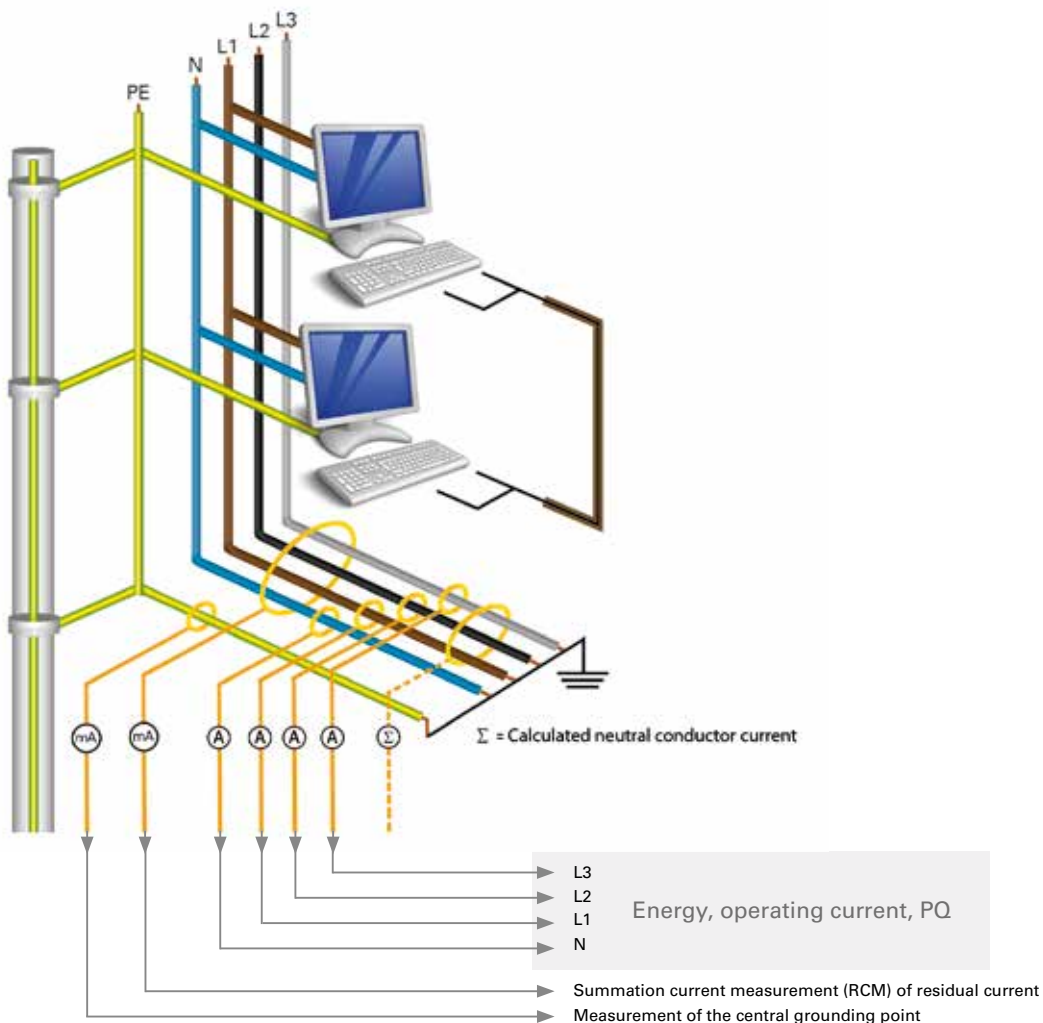 L3
L2
L1
N
PE
mA
mA
A
A
A
A
Σ
Σ = Calculated neutral conductor current
L3
L2
L1
N
Energy, operating current, PQ
Summation current measurement (RCM) of residual current
Measurement of the central grounding point